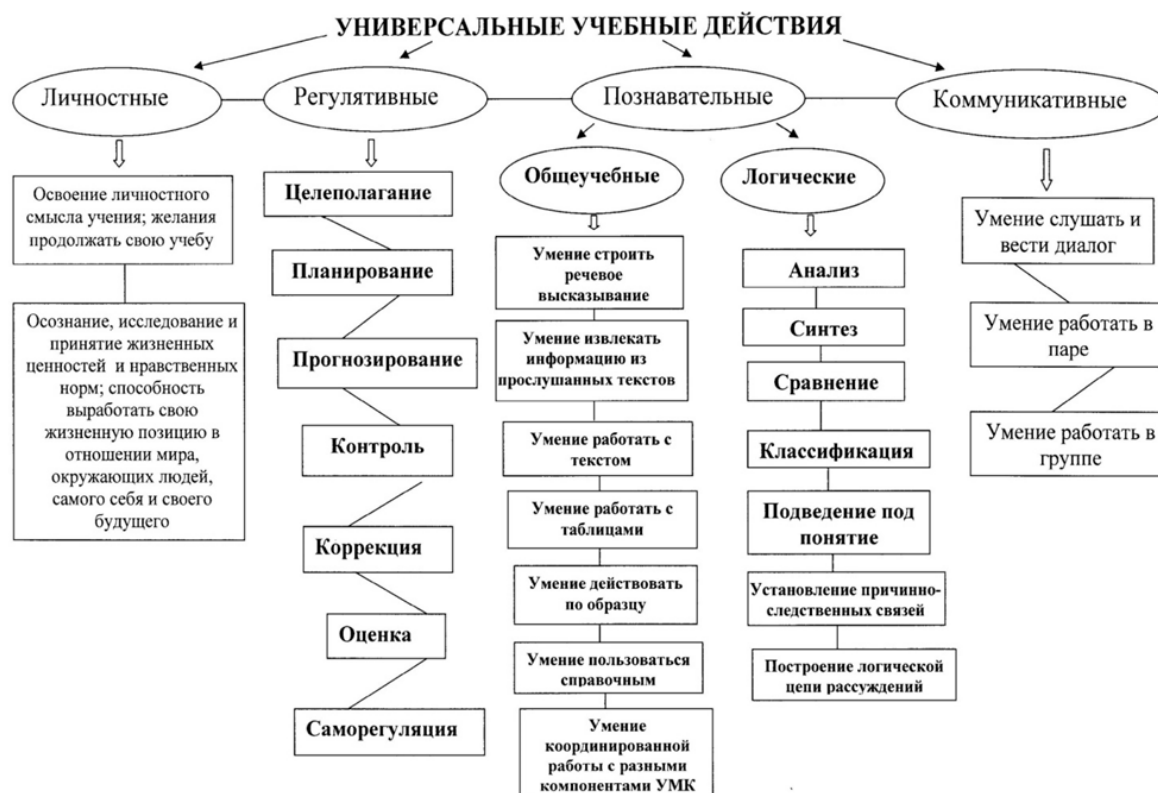 УНИВЕРСАЛЬНЫЕ УЧЕБНЫЕ ДЕЙСТВИЯ
Личностные
Регулятивные
Познавательные
Коммуникативные
Освоение личностного
смысла учения; желания
продолжать свою учебу
Осознание, исследование и
принятие жизненных
ценностей и нравственных
норм; способность
выработать свою
жизненную позицию в
отношении мира,
окружающих людей,
самого себя и своего
будущего
Целеполагание
Планирование
Прогнозирование
Контроль
Коррекция
Оценка
Саморегуляция
Общеучебные
Умение строить
речевое
высказывание
Умение извлекать
информацию из
прослушанных текстов
Умение работать с
текстом
Умение работать с
таблицами
Умение действовать
по образцу
Умение пользоваться
справочным
Умение
координированной
работы с разными
компонентами УМК
Логические
Анализ
Синтез
Сравнение
Классификация
Подведение под
понятие
Установление причинно-
следственных связей
Построение логической
цепи рассуждений
Умение слушать и
вести диалог
Умение работать в
паре
Умение работать в
группе